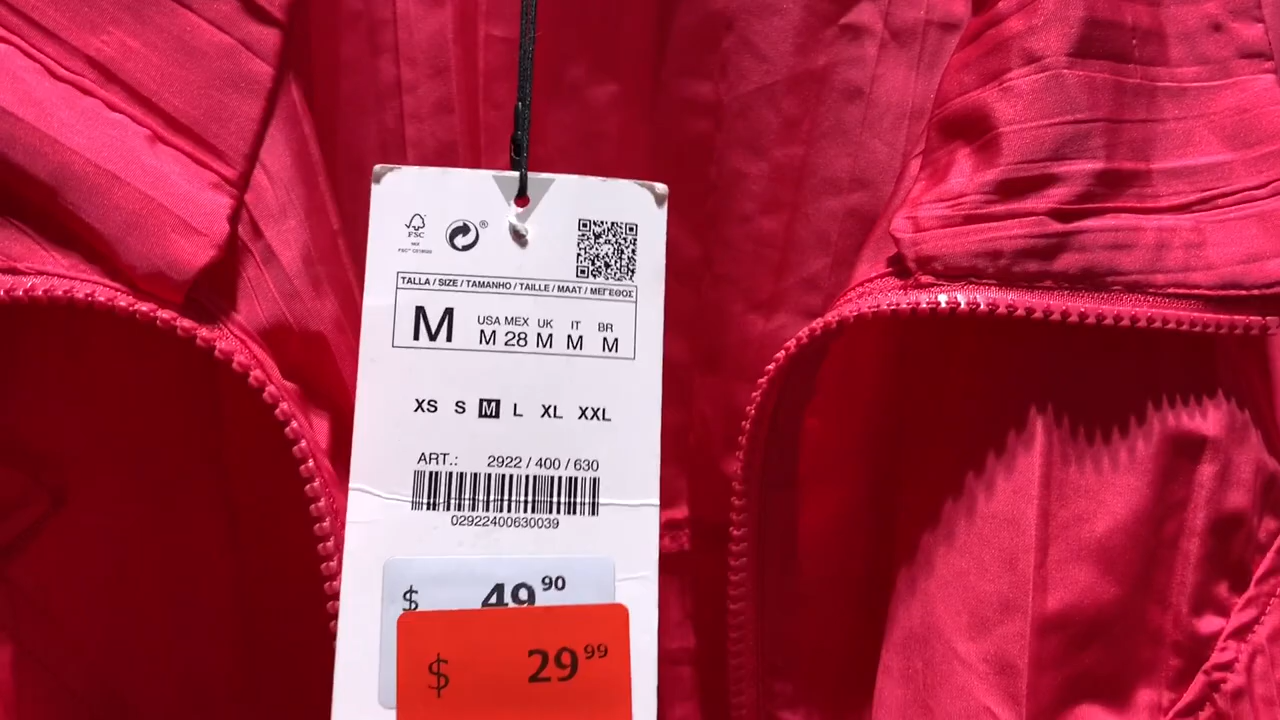 FSC
®
TALLA / SIZE / TAMANHO / TAILLE / MAAT / ΜΕΓΕΘΟΣ
M
USA MEX UK IT BR
M 28 M M M
XS S M L XL XXL
ART.: 2922 / 400 / 630
02922400630039
$ 49 90
$ 29 99